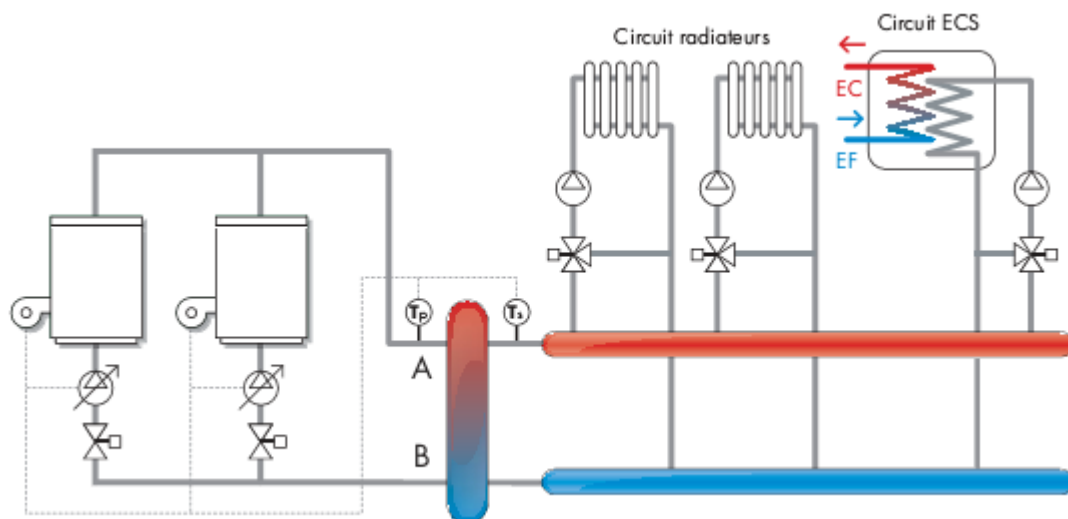 Circuit ECS
Circuit radiateurs
EC
EF
Tp
Ts
A
B